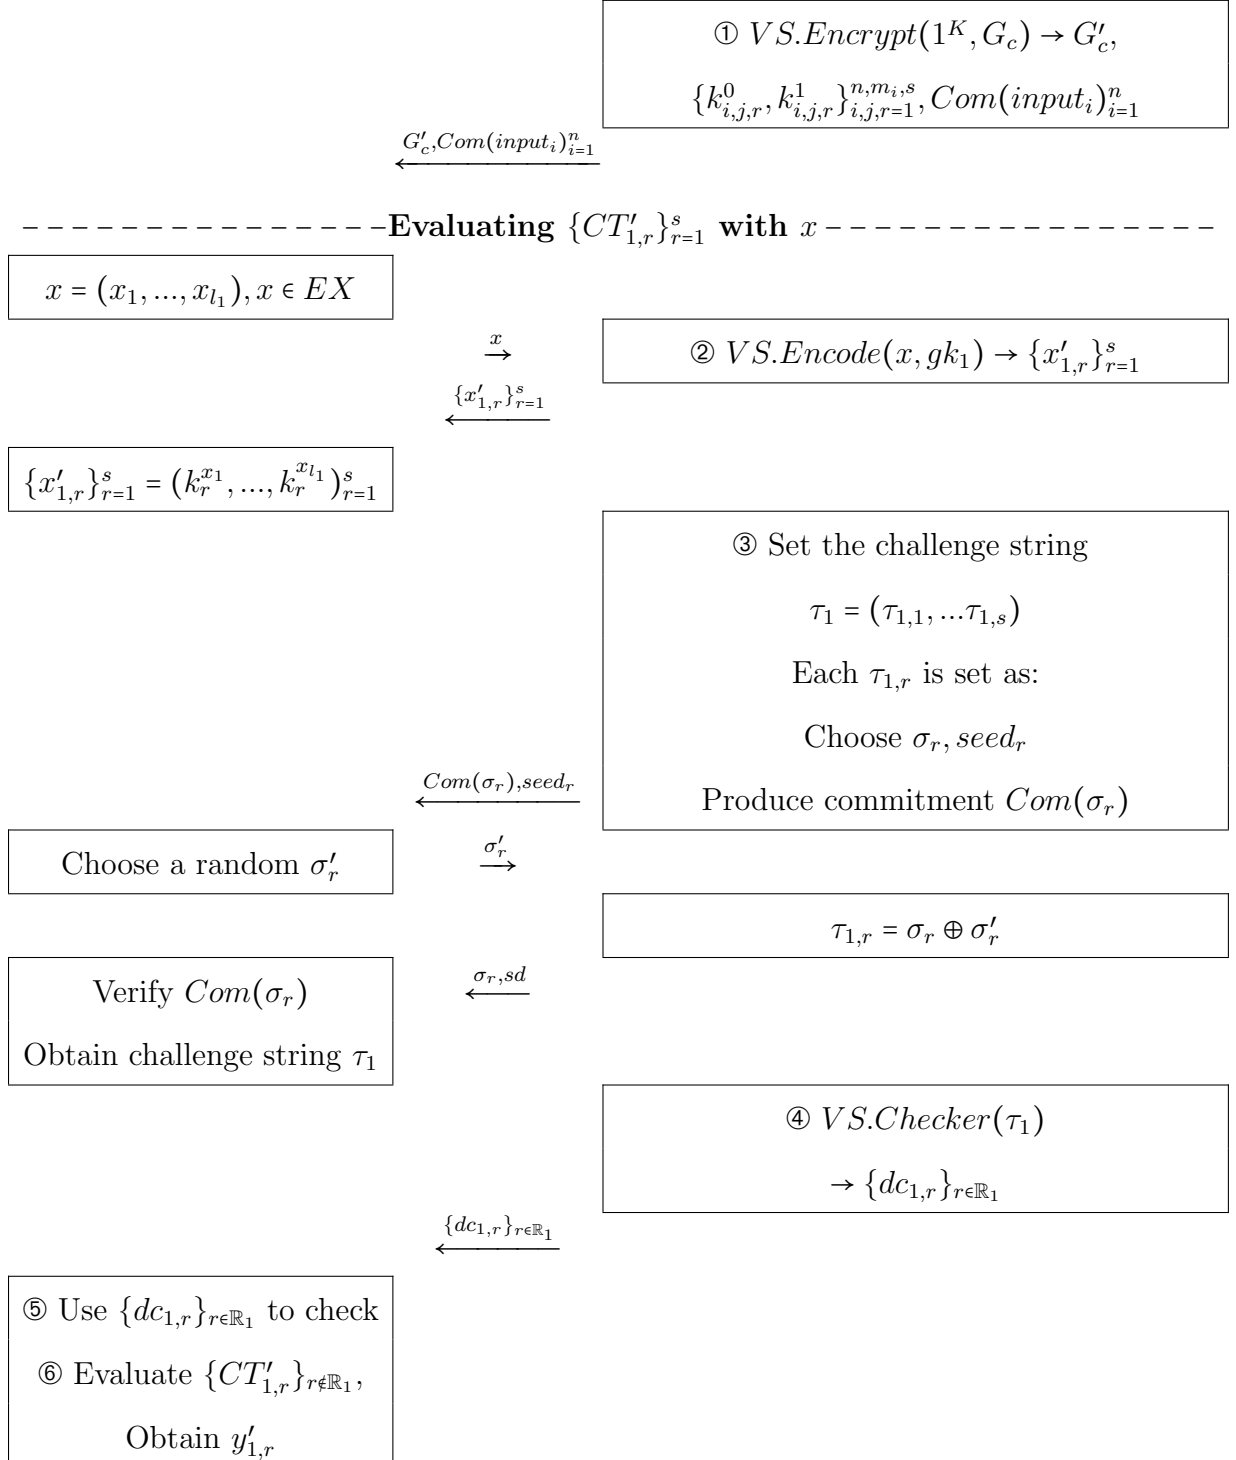 ① VS.Encrypt(1^K, G_c) → G'_c,
{k^0_{i,j,r}, k^1_{i,j,r}}^{n,m_i,s}_{i,j,r=1}, Com(input_i)^n_{i=1}
G'_c,Com(input_i)^n_{i=1}
Evaluating {CT'_{1,r}}^s_{r=1} with x
x = (x_1, ..., x_{l_1}), x ∈ EX
x
② VS.Encode(x, gk_1) → {x'_{1,r}}^s_{r=1}
{x'_{1,r}}^s_{r=1}
{x'_{1,r}}^s_{r=1} = (k_r^{x_1}, ..., k_r^{x_{l_1}})^s_{r=1}
③ Set the challenge string
τ_1 = (τ_{1,1}, ...τ_{1,s})
Each τ_{1,r} is set as:
Choose σ_r, seed_r
Com(σ_r),seed_r
Produce commitment Com(σ_r)
Choose a random σ'_r
σ'_r
τ_{1,r} = σ_r ⊕ σ'_r
Verify Com(σ_r)
σ_r,sd
Obtain challenge string τ_1
④ VS.Checker(τ_1)
→ {dc_{1,r}}_{r∈ℝ_1}
{dc_{1,r}}_{r∈ℝ_1}
⑤ Use {dc_{1,r}}_{r∈ℝ_1} to check
⑥ Evaluate {CT'_{1,r}}_{r∉ℝ_1},
Obtain y'_{1,r}